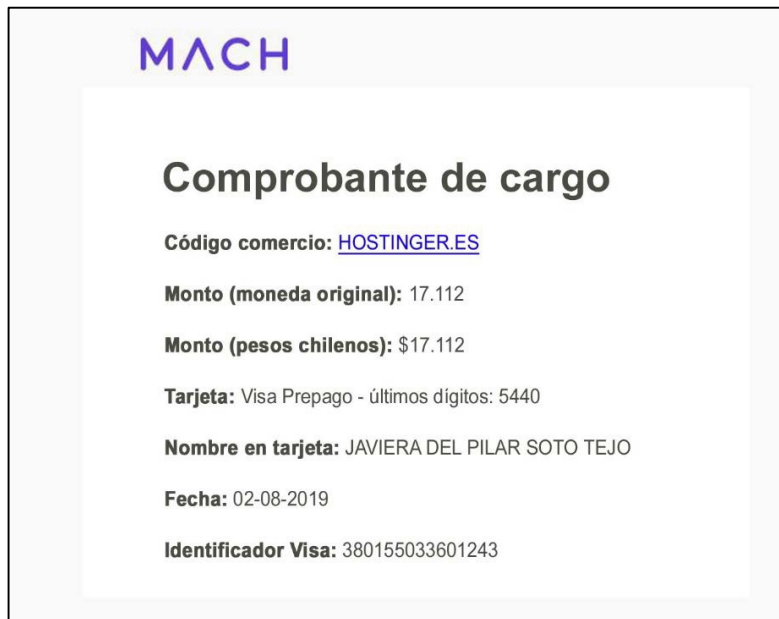 MACH
Comprobante de cargo
Código comercio: HOSTINGER.ES
Monto (moneda original): 17.112
Monto (pesos chilenos): $17.112
Tarjeta: Visa Prepago - últimos dígitos: 5440
Nombre en tarjeta: JAVIERA DEL PILAR SOTO TEJO
Fecha: 02-08-2019
Identificador Visa: 380155033601243